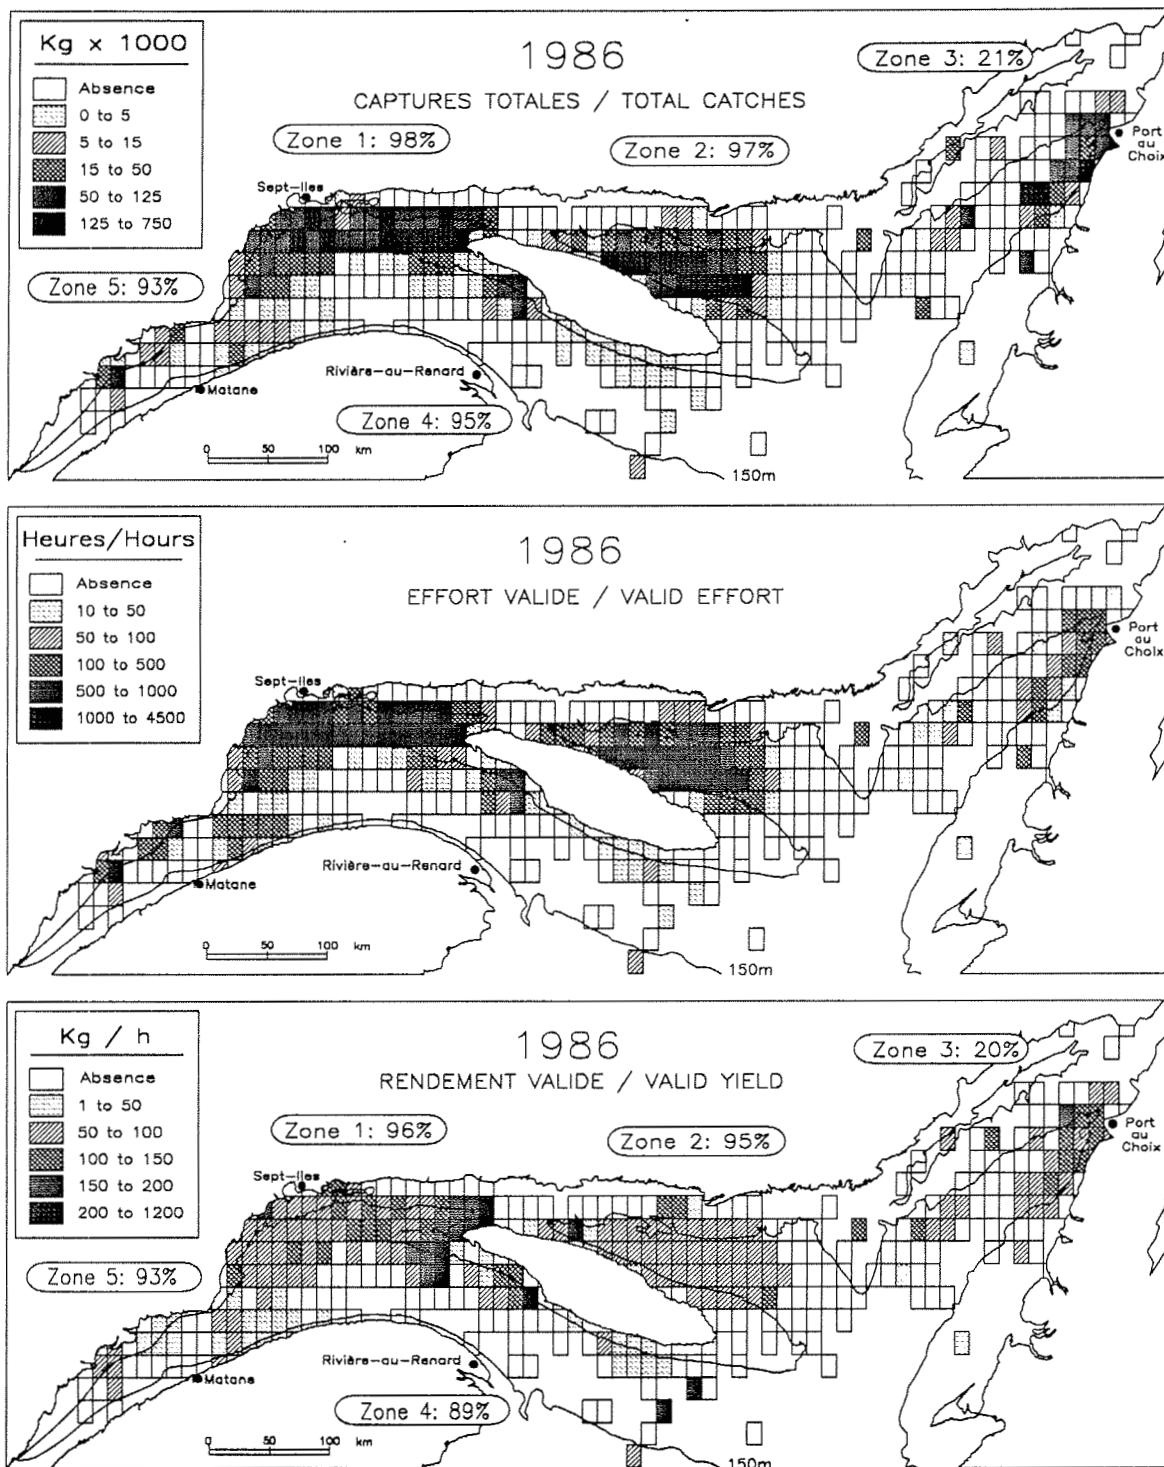 Kg x 1000
Absence
0 to 5
5 to 15
15 to 50
50 to 125
125 to 750
1986
CAPTURES TOTALES / TOTAL CATCHES
Zone 3: 21%
Zone 1: 98%
Zone 2: 97%
Port
au
Choix
Sept-Iles
Zone 5: 93%
Rivière-au-Renard
Matane
Zone 4: 95%
0 50 100 km
150m
Heures/Hours
Absence
10 to 50
50 to 100
100 to 500
500 to 1000
1000 to 4500
1986
EFFORT VALIDE / VALID EFFORT
Port
au
Choix
Sept-Iles
Rivière-au-Renard
Matane
0 50 100 km
150m
Kg / h
Absence
1 to 50
50 to 100
100 to 150
150 to 200
200 to 1200
1986
RENDEMENT VALIDE / VALID YIELD
Zone 3: 20%
Zone 1: 96%
Zone 2: 95%
Port
au
Choix
Sept-Iles
Zone 5: 93%
Rivière-au-Renard
Matane
Zone 4: 89%
0 50 100 km
150m